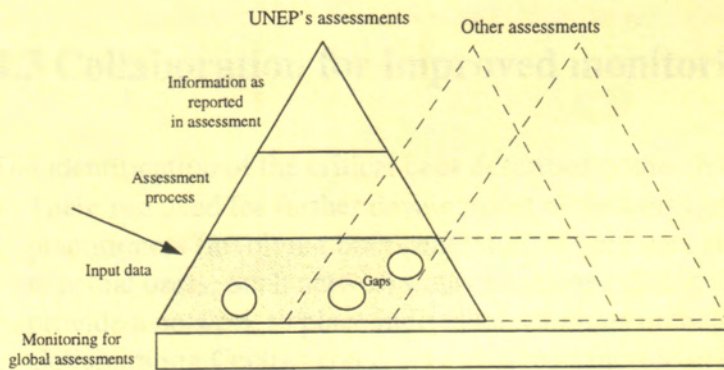 UNEP's assessments
Other assessments
Information as
reported
in assessment
Assessment
process
Input data
Gaps
Monitoring for
global assessments